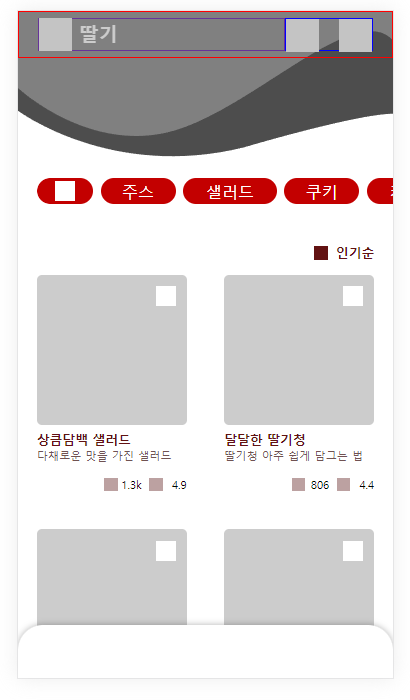 딸기
주스 샐러드 쿠키
인기순
상큼담백 샐러드 달달한 딸기청
다채로운 맛을 가진 샐러드 딸기청 아주 쉽게 담그는 법
1.3k 4.9 806 4.4